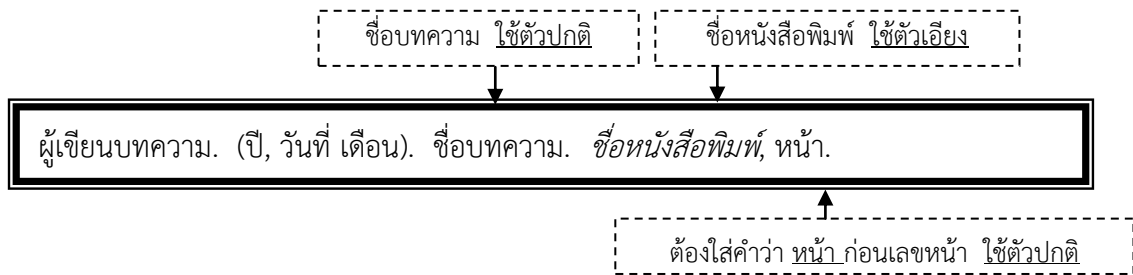 ชื่อบทความ ใช้ตัวปกติ
ชื่อหนังสือพิมพ์ ใช้ตัวเอียง
ผู้เขียนบทความ. (ปี, วันที่ เดือน). ชื่อบทความ. ชื่อหนังสือพิมพ์, หน้า.
ต้องใส่คำว่า หน้า ก่อนเลขหน้า ใช้ตัวปกติ